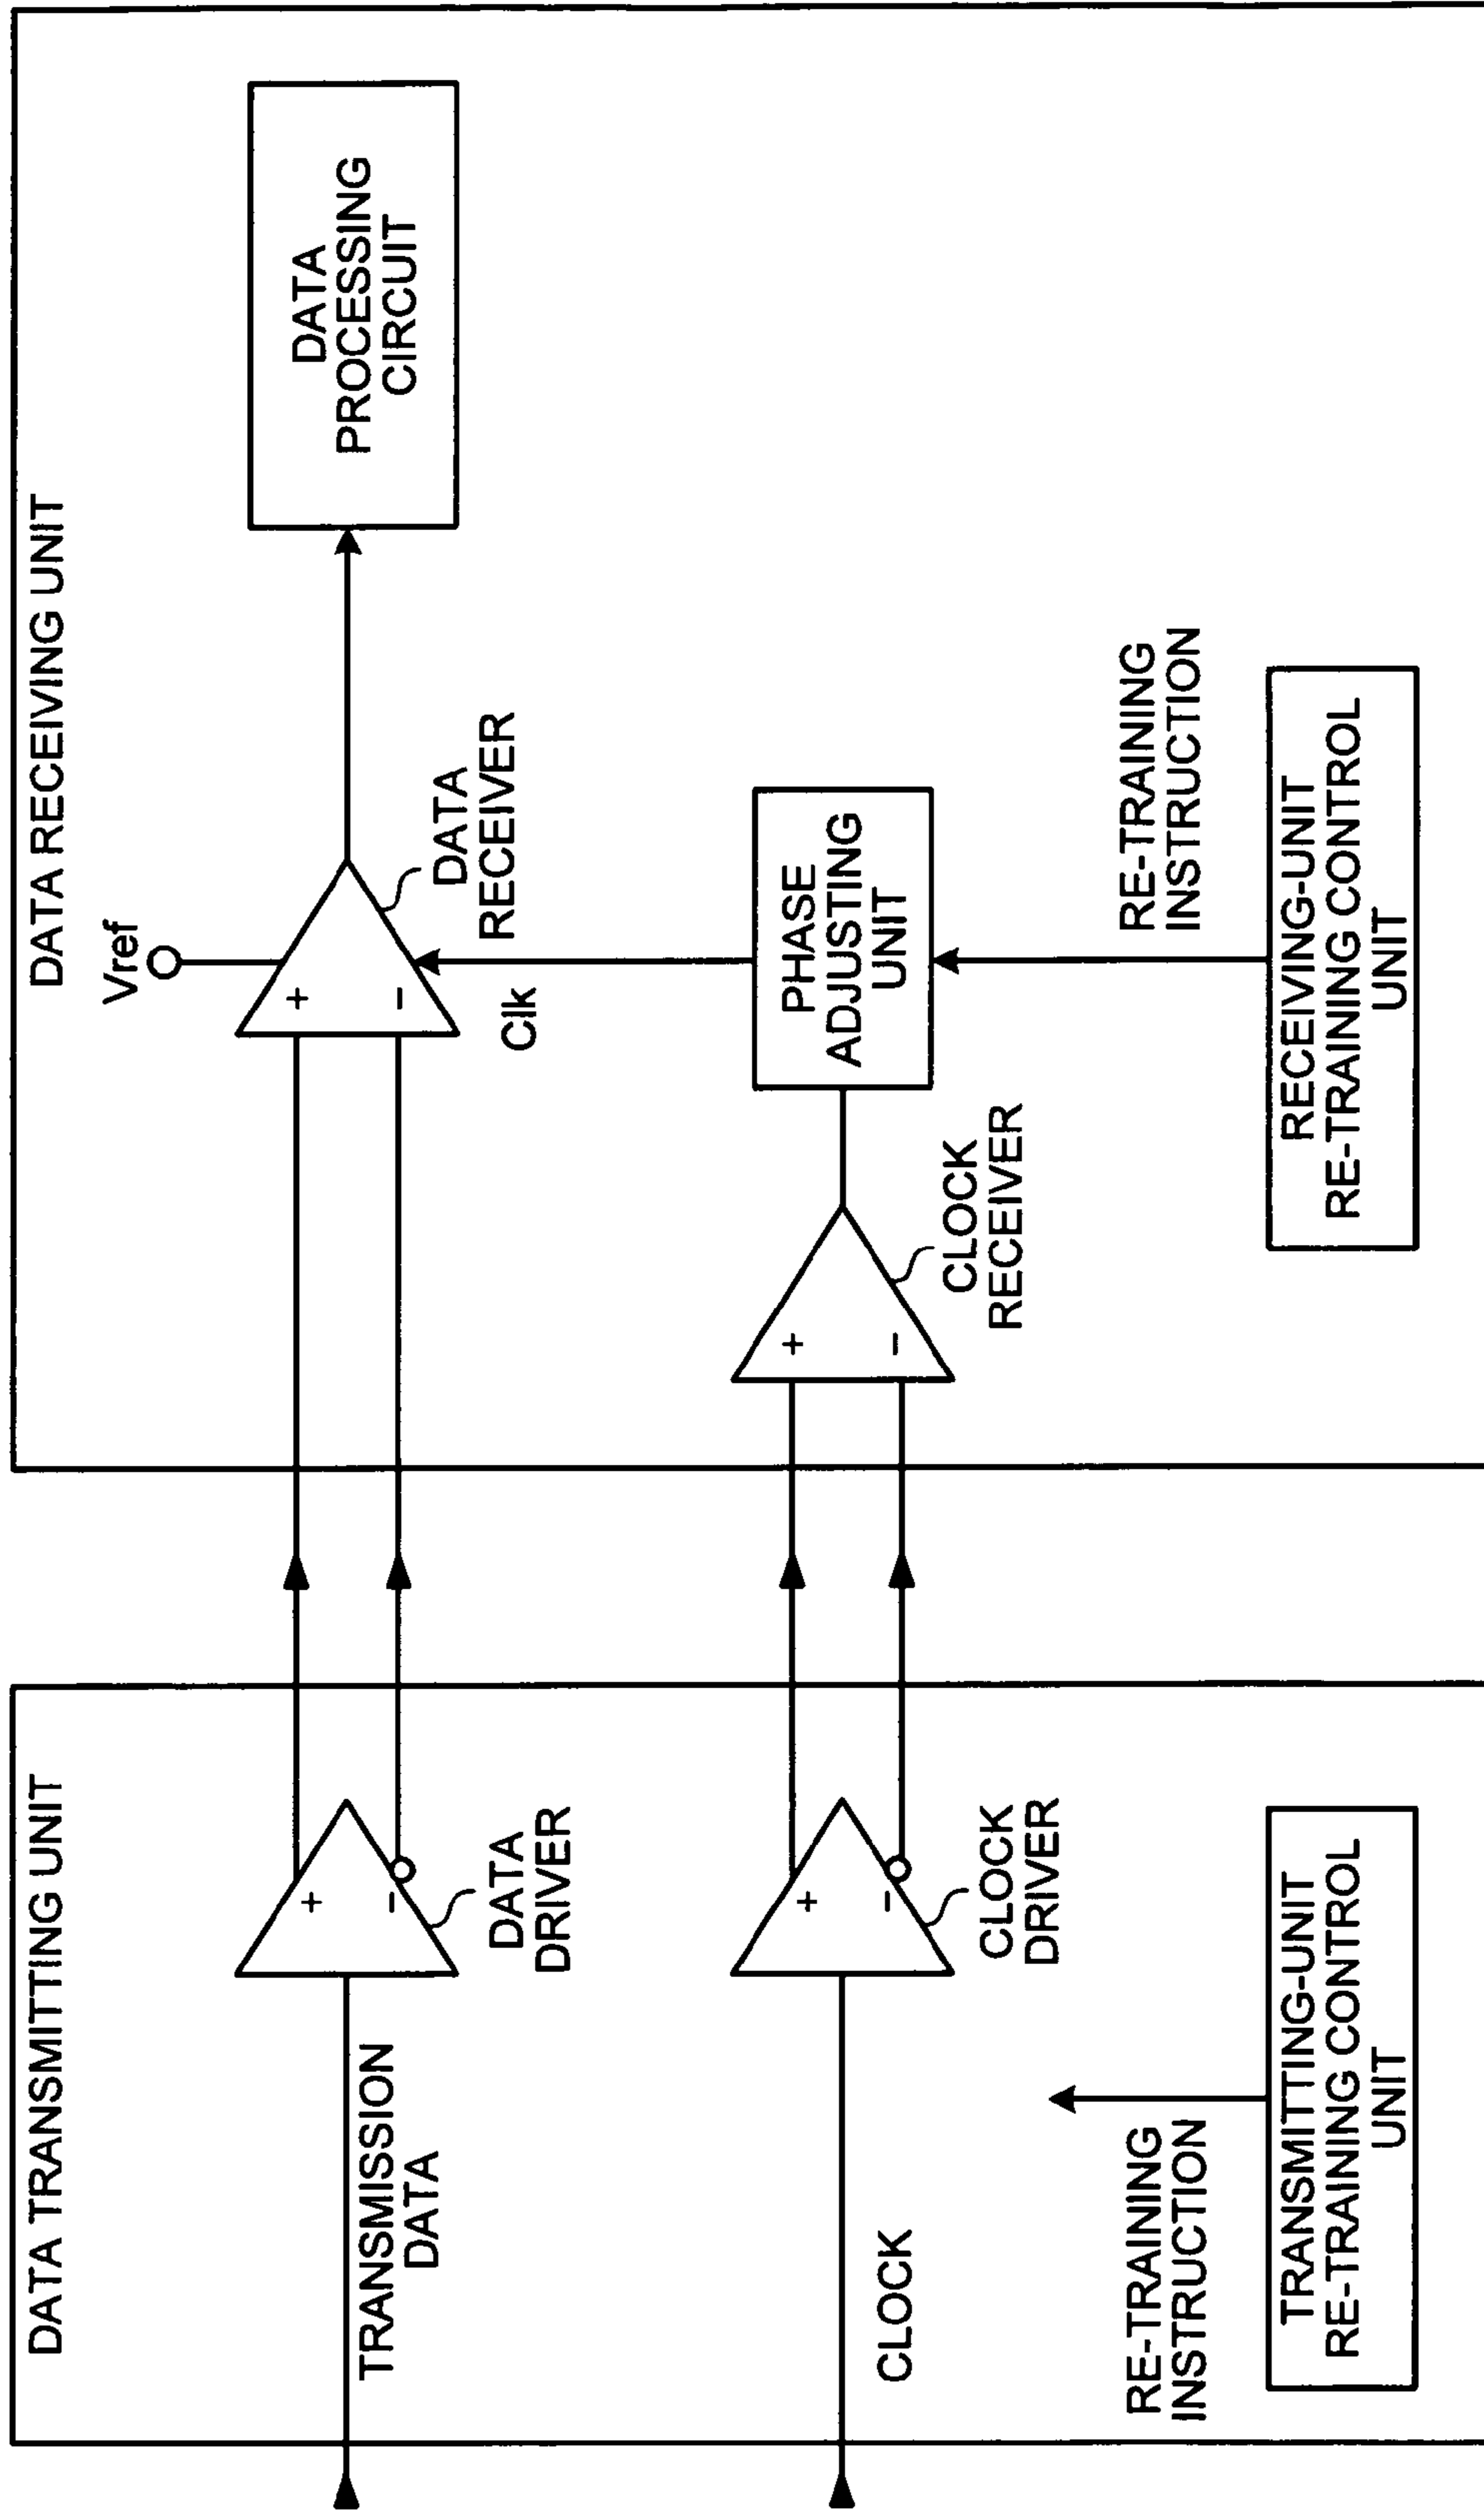 DATA TRANSMITTING UNIT
TRANSMISSION
DATA
+
−
DATA
DRIVER
CLOCK
+
−
CLOCK
DRIVER
RE-TRAINING
INSTRUCTION
TRANSMITTING-UNIT
RE-TRAINING CONTROL
UNIT
DATA RECEIVING UNIT
Vref
+
−
DATA
RECEIVER
Clk
DATA
PROCESSING
CIRCUIT
+
−
CLOCK
RECEIVER
PHASE
ADJUSTING
UNIT
RE-TRAINING
INSTRUCTION
RECEIVING-UNIT
RE-TRAINING CONTROL
UNIT